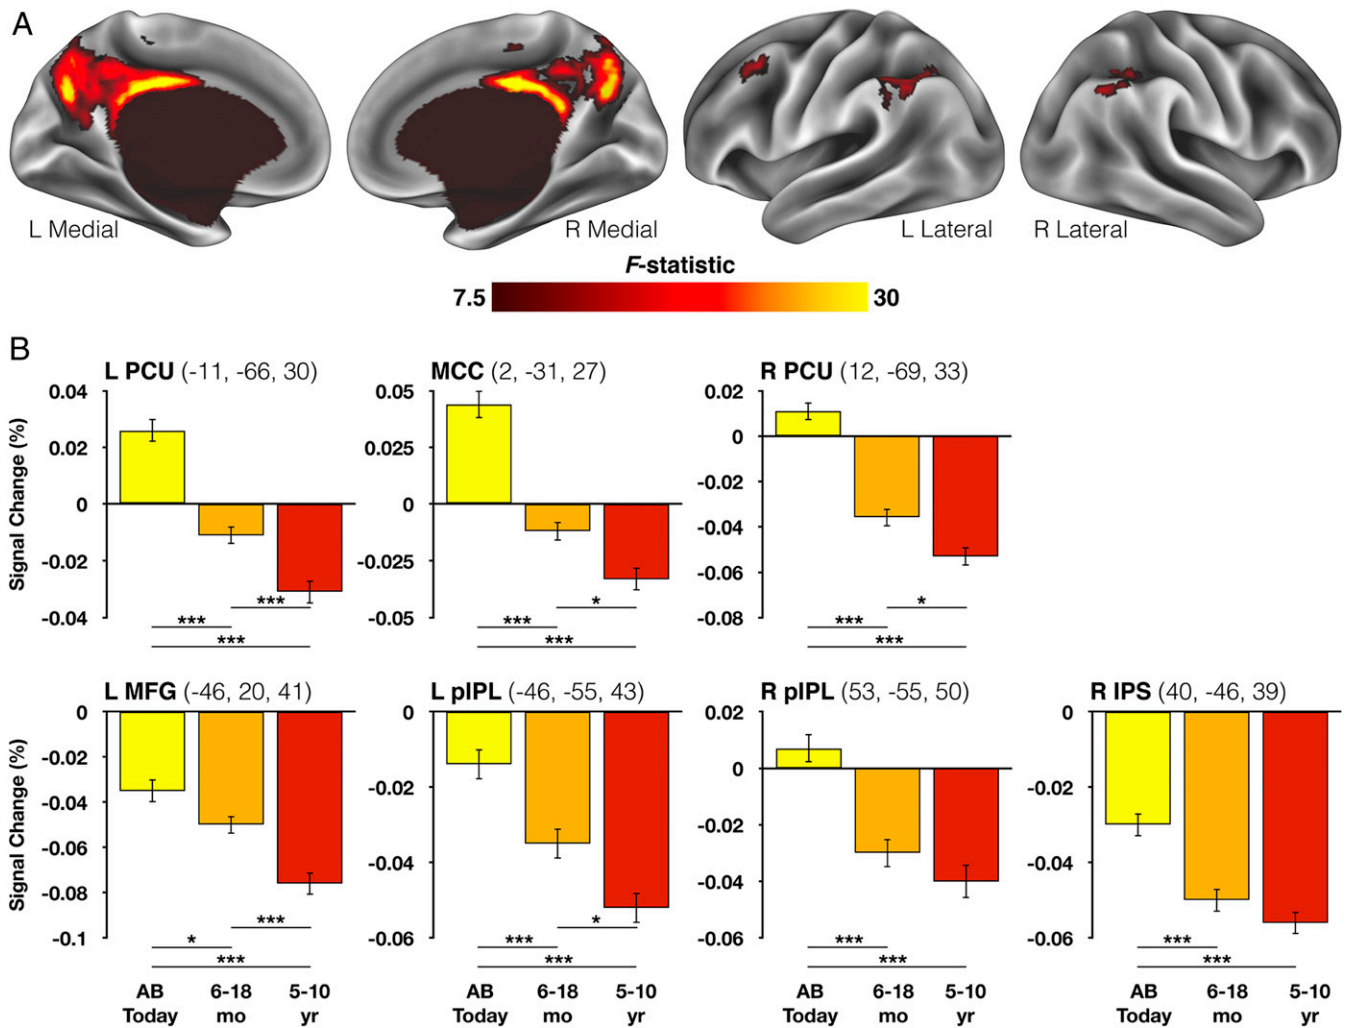 A
L Medial
R Medial
L Lateral
R Lateral
F-statistic
7.5
30
B
L PCU (-11, -66, 30)
MCC (2, -31, 27)
R PCU (12, -69, 33)
Signal Change (%)
0.04
0.02
0
-0.02
-0.04
***
***
***
0.05
0.025
0
-0.025
-0.05
*
***
***
0.02
0
-0.02
-0.04
-0.06
-0.08
*
***
***
L MFG (-46, 20, 41)
L pIPL (-46, -55, 43)
R pIPL (53, -55, 50)
R IPS (40, -46, 39)
Signal Change (%)
0
-0.02
-0.04
-0.06
-0.08
-0.1
***
*
***
0
-0.02
-0.04
-0.06
*
***
***
0.02
0
-0.02
-0.04
-0.06
***
***
0
-0.02
-0.04
-0.06
***
***
AB 6-18 5-10
Today mo yr
AB 6-18 5-10
Today mo yr
AB 6-18 5-10
Today mo yr
AB 6-18 5-10
Today mo yr